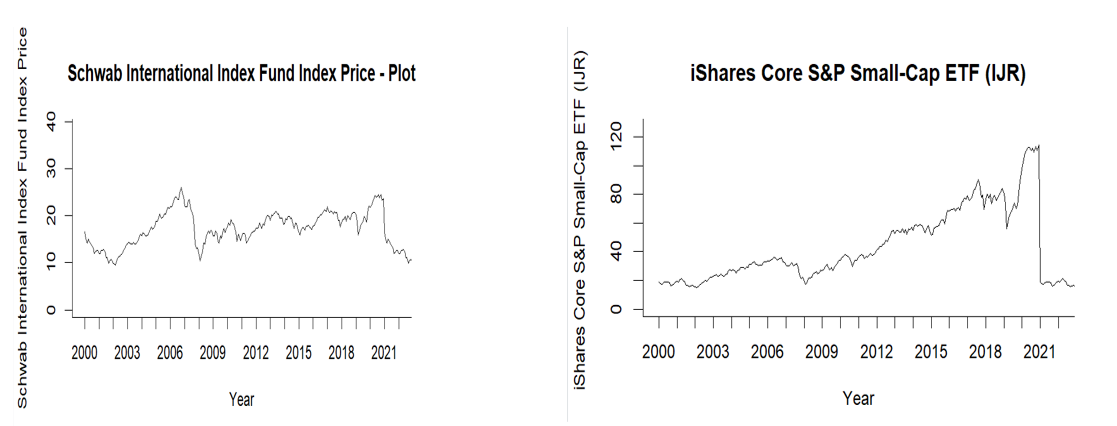 Schwab International Index Fund Index Price - Plot
Schwab International Index Fund Index Price
40
30
20
10
0
2000 2003 2006 2009 2012 2015 2018 2021
Year
iShares Core S&P Small-Cap ETF (IJR)
iShares Core S&P Small-Cap ETF (IJR)
120
80
40
0
2000 2003 2006 2009 2012 2015 2018 2021
Year